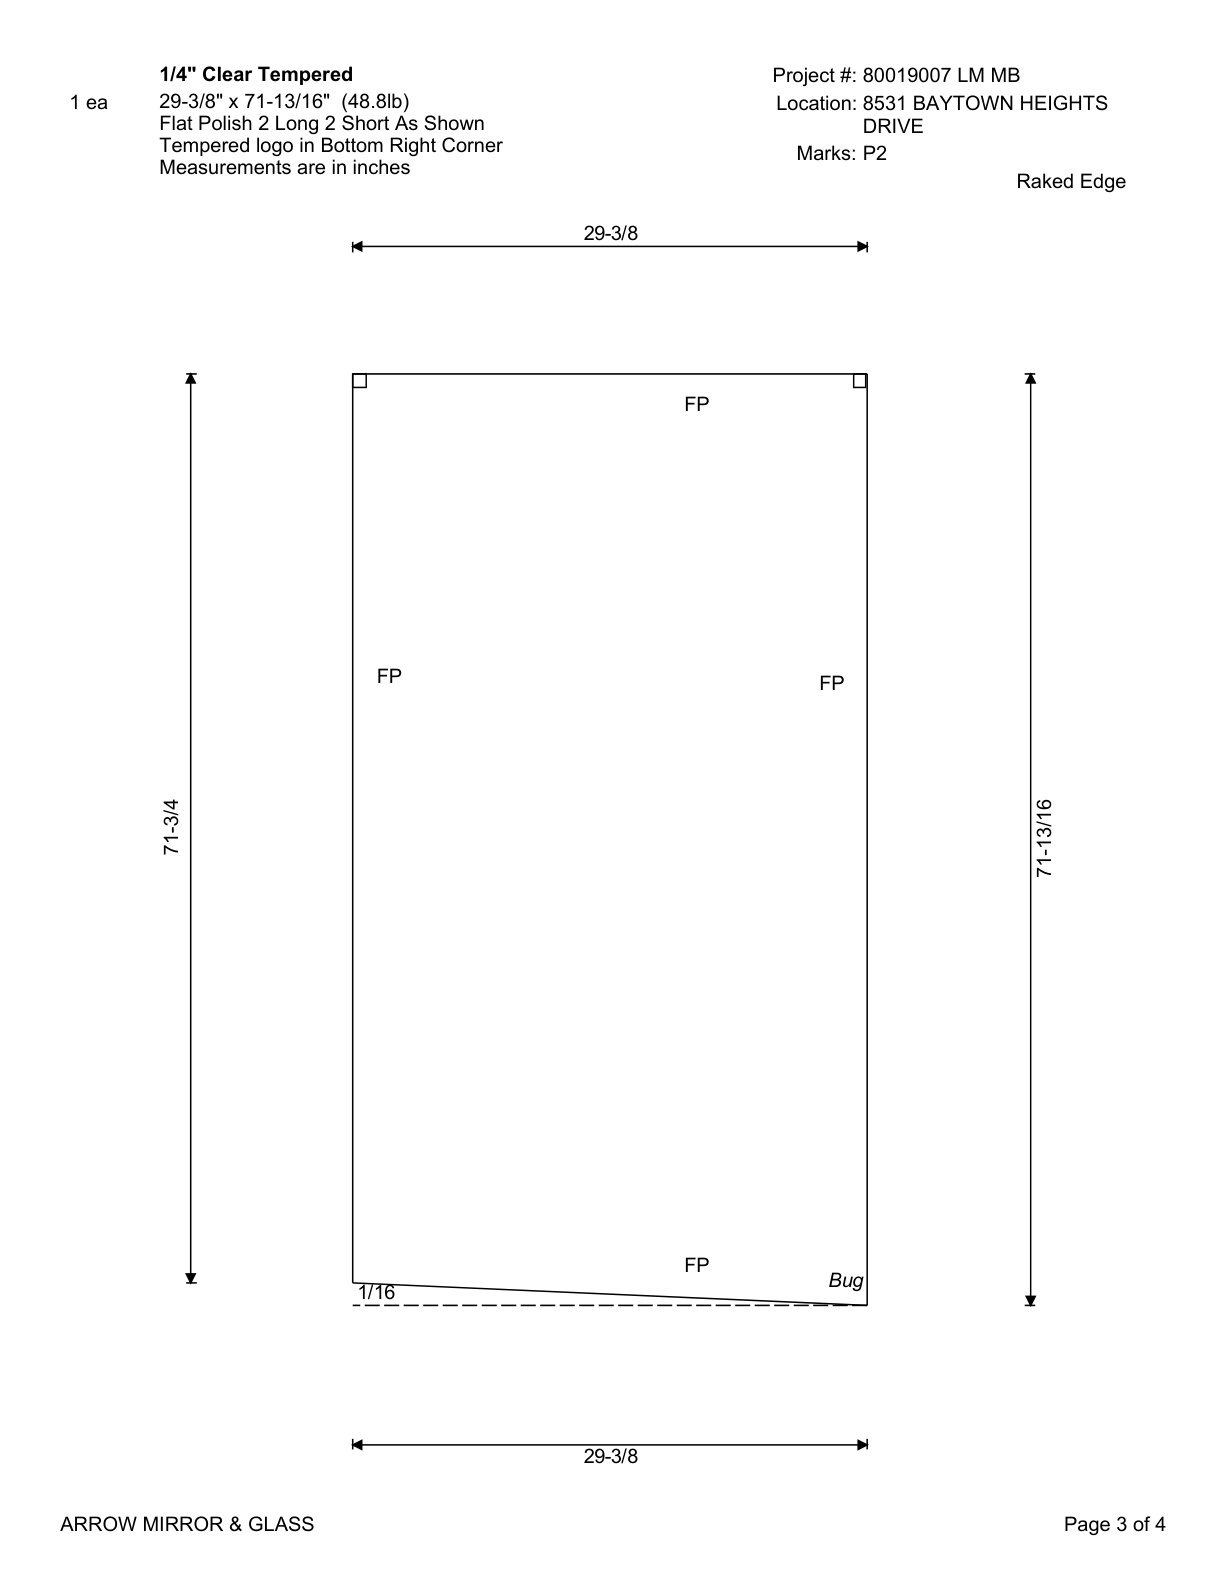 1/4" Clear Tempered
1 ea
29-3/8" x 71-13/16" (48.8lb)
Flat Polish 2 Long 2 Short As Shown
Tempered logo in Bottom Right Corner
Measurements are in inches
Project #: 80019007 LM MB
Location: 8531 BAYTOWN HEIGHTS
DRIVE
Marks: P2
Raked Edge
29-3/8
FP
FP
FP
71-3/4
71-13/16
FP
Bug
1/16
29-3/8
ARROW MIRROR & GLASS
Page 3 of 4